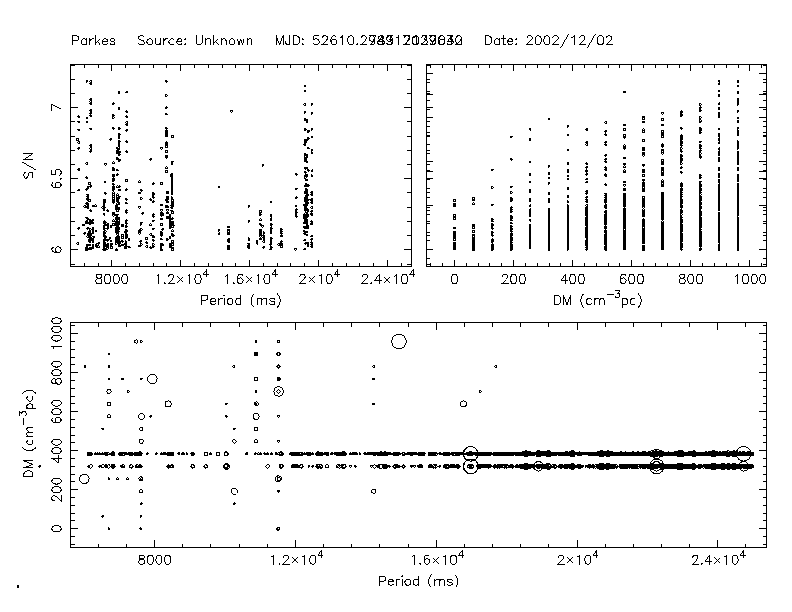 Parkes Source: Unknown MJD: Date: 2002/12/02
S/N
7
6.5
6
8000 1.2×10⁴ 1.6×10⁴ 2×10⁴ 2.4×10⁴
Period (ms)
0 200 400 600 800 1000
DM (cm⁻³pc)
DM (cm⁻³pc)
1000
800
600
400
200
0
8000 1.2×10⁴ 1.6×10⁴ 2×10⁴ 2.4×10⁴
Period (ms)